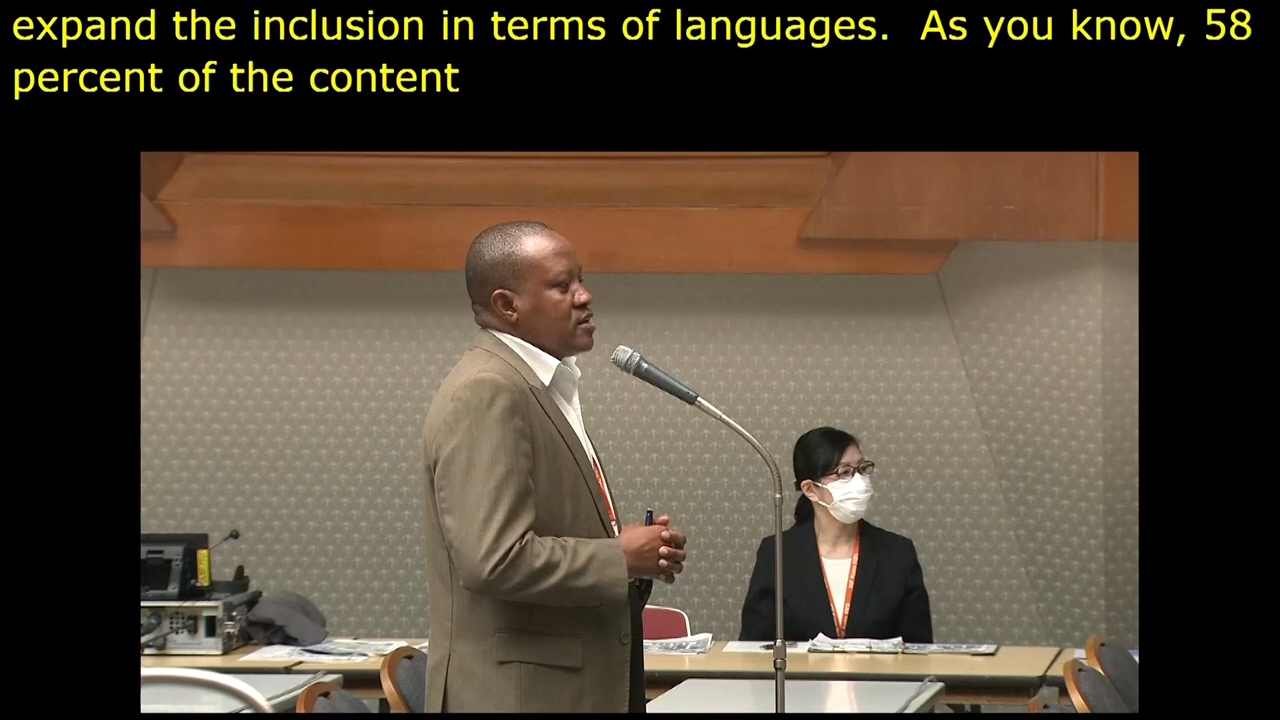 expand the inclusion in terms of languages.  As you know, 58
percent of the content